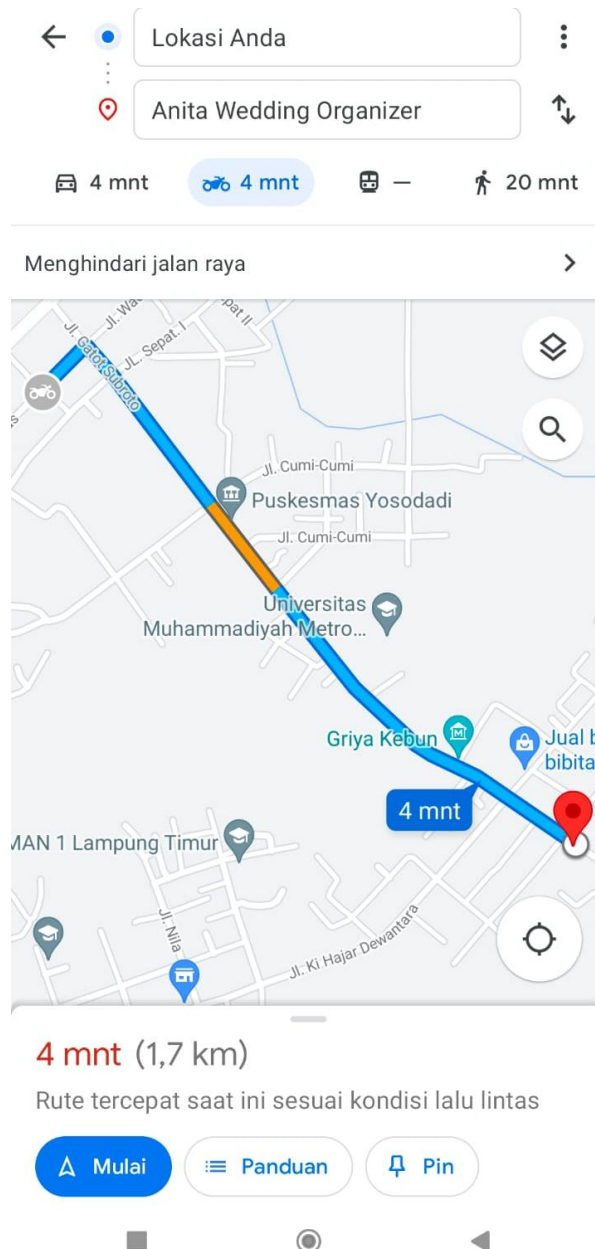 Lokasi Anda
Anita Wedding Organizer
4 mnt
4 mnt
—
20 mnt
Menghindari jalan raya
JL. Sepat. I
Jl. Gatot Subroto
Jl. Cumi-Cumi
Puskesmas Yosodadi
Jl. Cumi-Cumi
Universitas
Muhammadiyah Metro...
Griya Kebun
Jual b
bibita
4 mnt
MAN 1 Lampung Timur
Jl. Nila
Jl. Ki Hajar Dewantara
4 mnt (1,7 km)
Rute tercepat saat ini sesuai kondisi lalu lintas
Mulai
Panduan
Pin